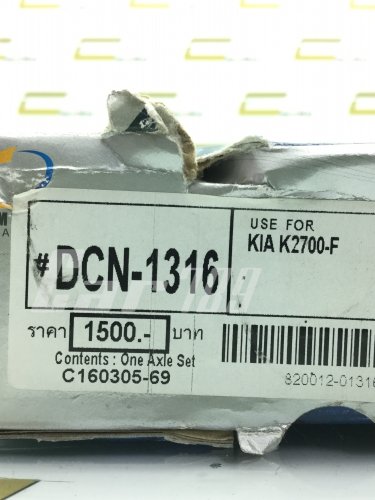 #DCN-1316
USE FOR
KIA K2700-F
ราคา 1500.- บาท
Contents : One Axle Set
C160305-69
820012-01316